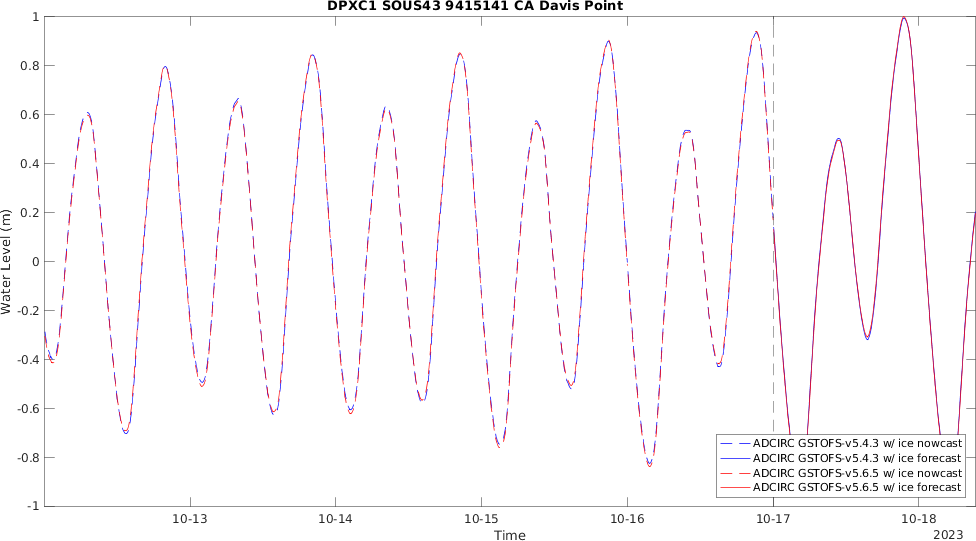 DPXC1 SOUS43 9415141 CA Davis Point
1
0.8
0.6
0.4
0.2
0
-0.2
-0.4
-0.6
-0.8
-1
Water Level (m)
10-13
10-14
10-15
10-16
10-17
10-18
Time
2023
ADCIRC GSTOFS-v5.4.3 w/ ice nowcast
ADCIRC GSTOFS-v5.4.3 w/ ice forecast
ADCIRC GSTOFS-v5.6.5 w/ ice nowcast
ADCIRC GSTOFS-v5.6.5 w/ ice forecast